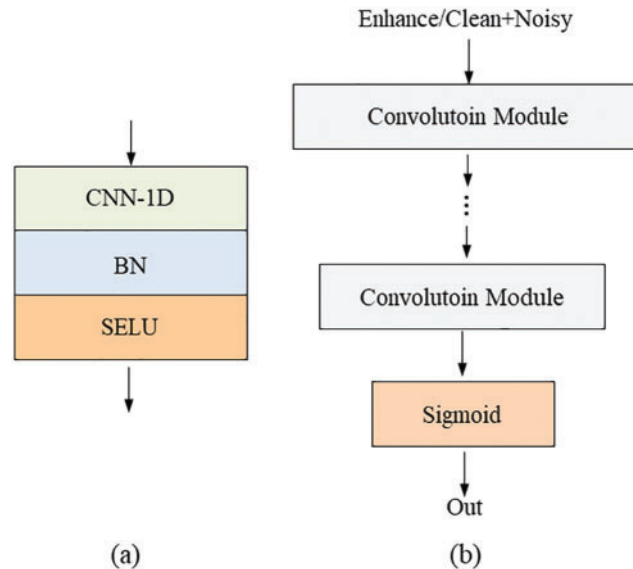 CNN-1D
BN
SELU
(a)
Enhance/Clean+Noisy
Convolutoin Module
Convolutoin Module
Sigmoid
Out
(b)